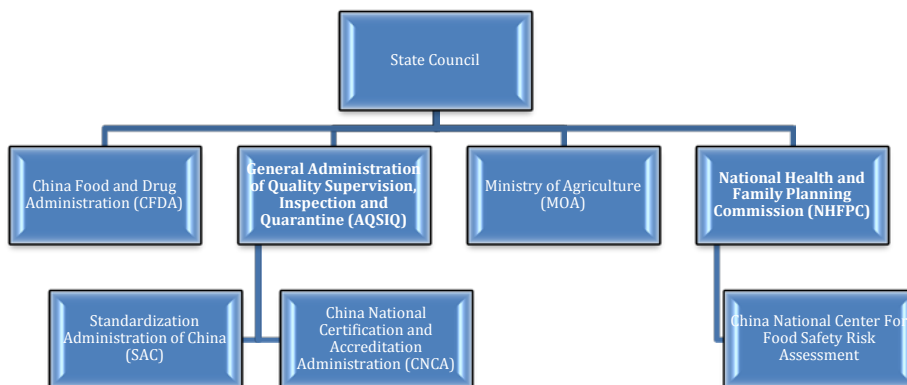 State Council
China Food and Drug
Administration (CFDA)
General Administration
of Quality Supervision,
Inspection and
Quarantine (AQSIQ)
Ministry of Agriculture
(MOA)
National Health and
Family Planning
Commission (NHFPC)
Standardization
Administration of China
(SAC)
China National
Certification and
Accreditation
Administration (CNCA)
China National Center For
Food Safety Risk
Assessment